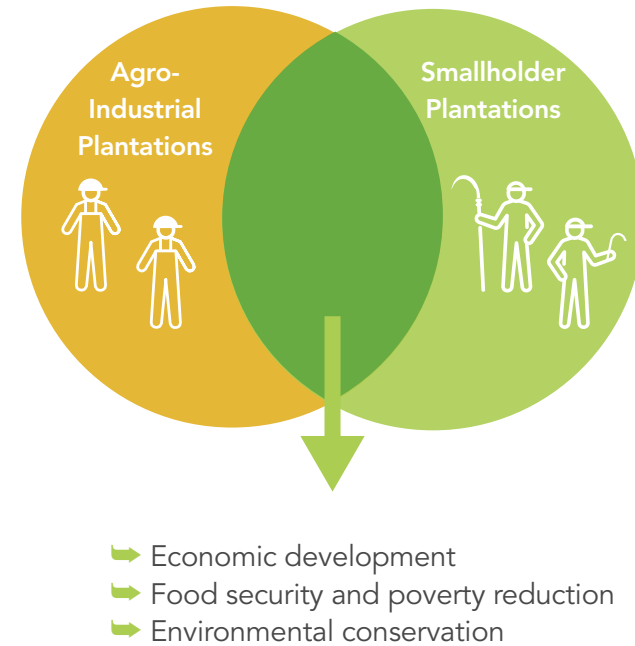 Agro-
Industrial
Plantations
Smallholder
Plantations
Economic development
Food security and poverty reduction
Environmental conservation